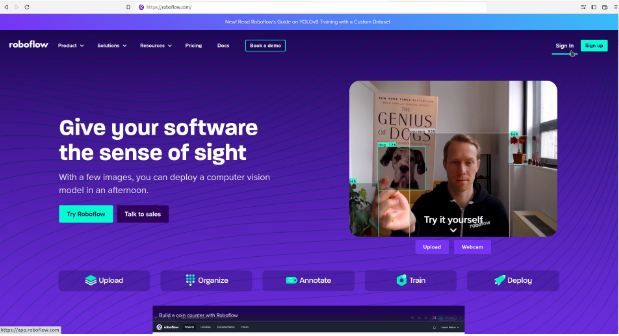 https://roboflow.com/
New! Read Roboflow's Guide on YOLOv8 Training with a Custom Dataset
roboflow
Product
Solutions
Resources
Pricing
Docs
Book a demo
Sign In
Sign up
Give your software
the sense of sight
With a few images, you can deploy a computer vision
model in an afternoon.
Try Roboflow
Talk to sales
THE
GENIUS
OF DOGS
Try it yourself
roboflow
Upload
Webcam
Upload
Organize
Annotate
Train
Deploy
Build a coin counter with Roboflow
roboflow
https://app.roboflow.com